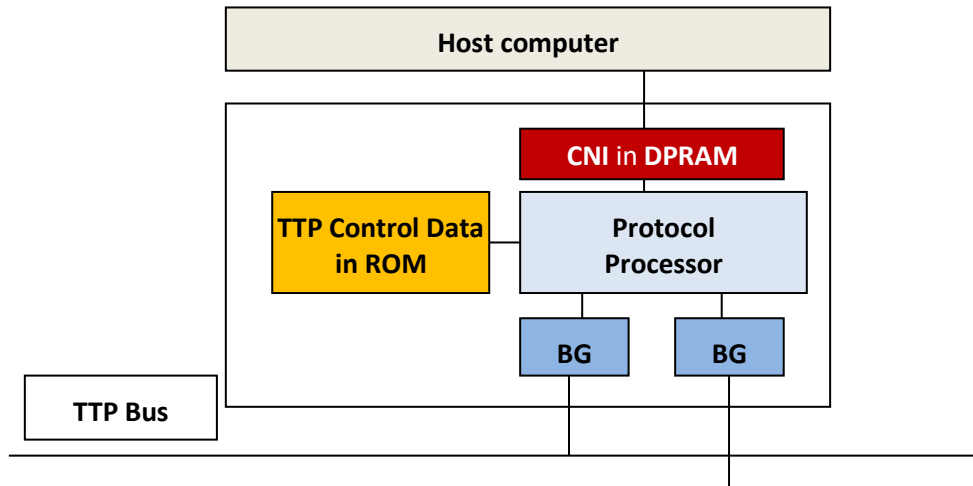 Host computer
CNI in DPRAM
TTP Control Data
in ROM
Protocol
Processor
BG
BG
TTP Bus